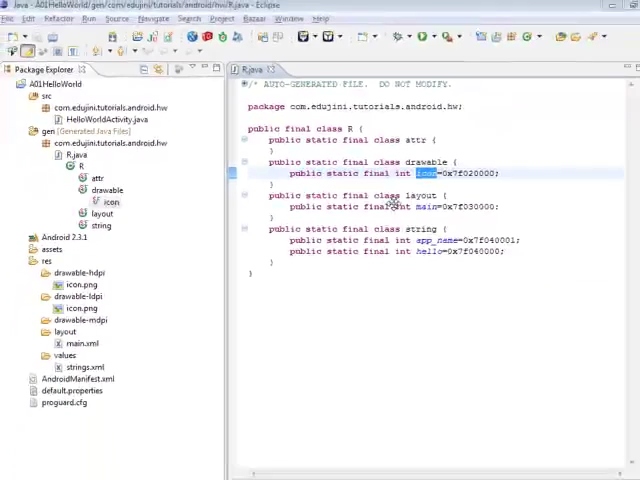 Java - A01HelloWorld/gen/com/edujini/tutorials/android/hw/R.java - Eclipse
File Edit Refactor Source Navigate Search Project Bazaar Window Help
Package Explorer
R.java
A01HelloWorld
src
com.edujini.tutorials.android.hw
HelloWorldActivity.java
gen [Generated Java Files]
com.edujini.tutorials.android.hw
R.java
R
attr
drawable
icon
layout
string
Android 2.3.1
assets
res
drawable-hdpi
icon.png
drawable-ldpi
icon.png
drawable-mdpi
layout
main.xml
values
strings.xml
AndroidManifest.xml
default.properties
proguard.cfg
/* AUTO-GENERATED FILE. DO NOT MODIFY.
package com.edujini.tutorials.android.hw;
public final class R {
public static final class attr {
}
public static final class drawable {
public static final int icon=0x7f020000;
}
public static final class layout {
public static final int main=0x7f030000;
}
public static final class string {
public static final int app_name=0x7f040001;
public static final int hello=0x7f040000;
}
}